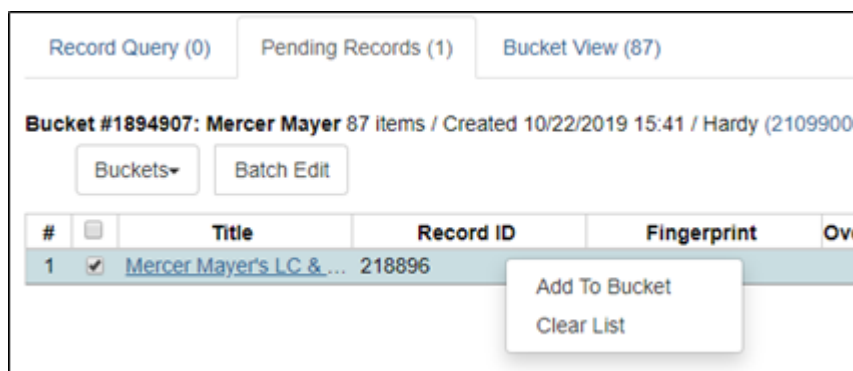 Record Query (0) Pending Records (1) Bucket View (87)
Bucket #1894907: Mercer Mayer 87 items / Created 10/22/2019 15:41 / Hardy (2109900
Buckets Batch Edit
# Title Record ID Fingerprint Ov
1 Mercer Mayer's LC & ... 218896
Add To Bucket
Clear List